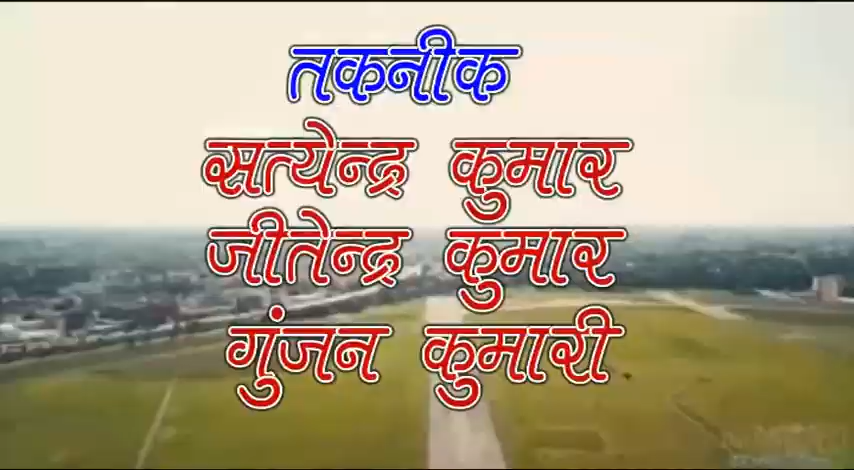 तकनीक
सत्येन्द्र कुमार
जीतेन्द्र कुमार
गुंजन कुमारी